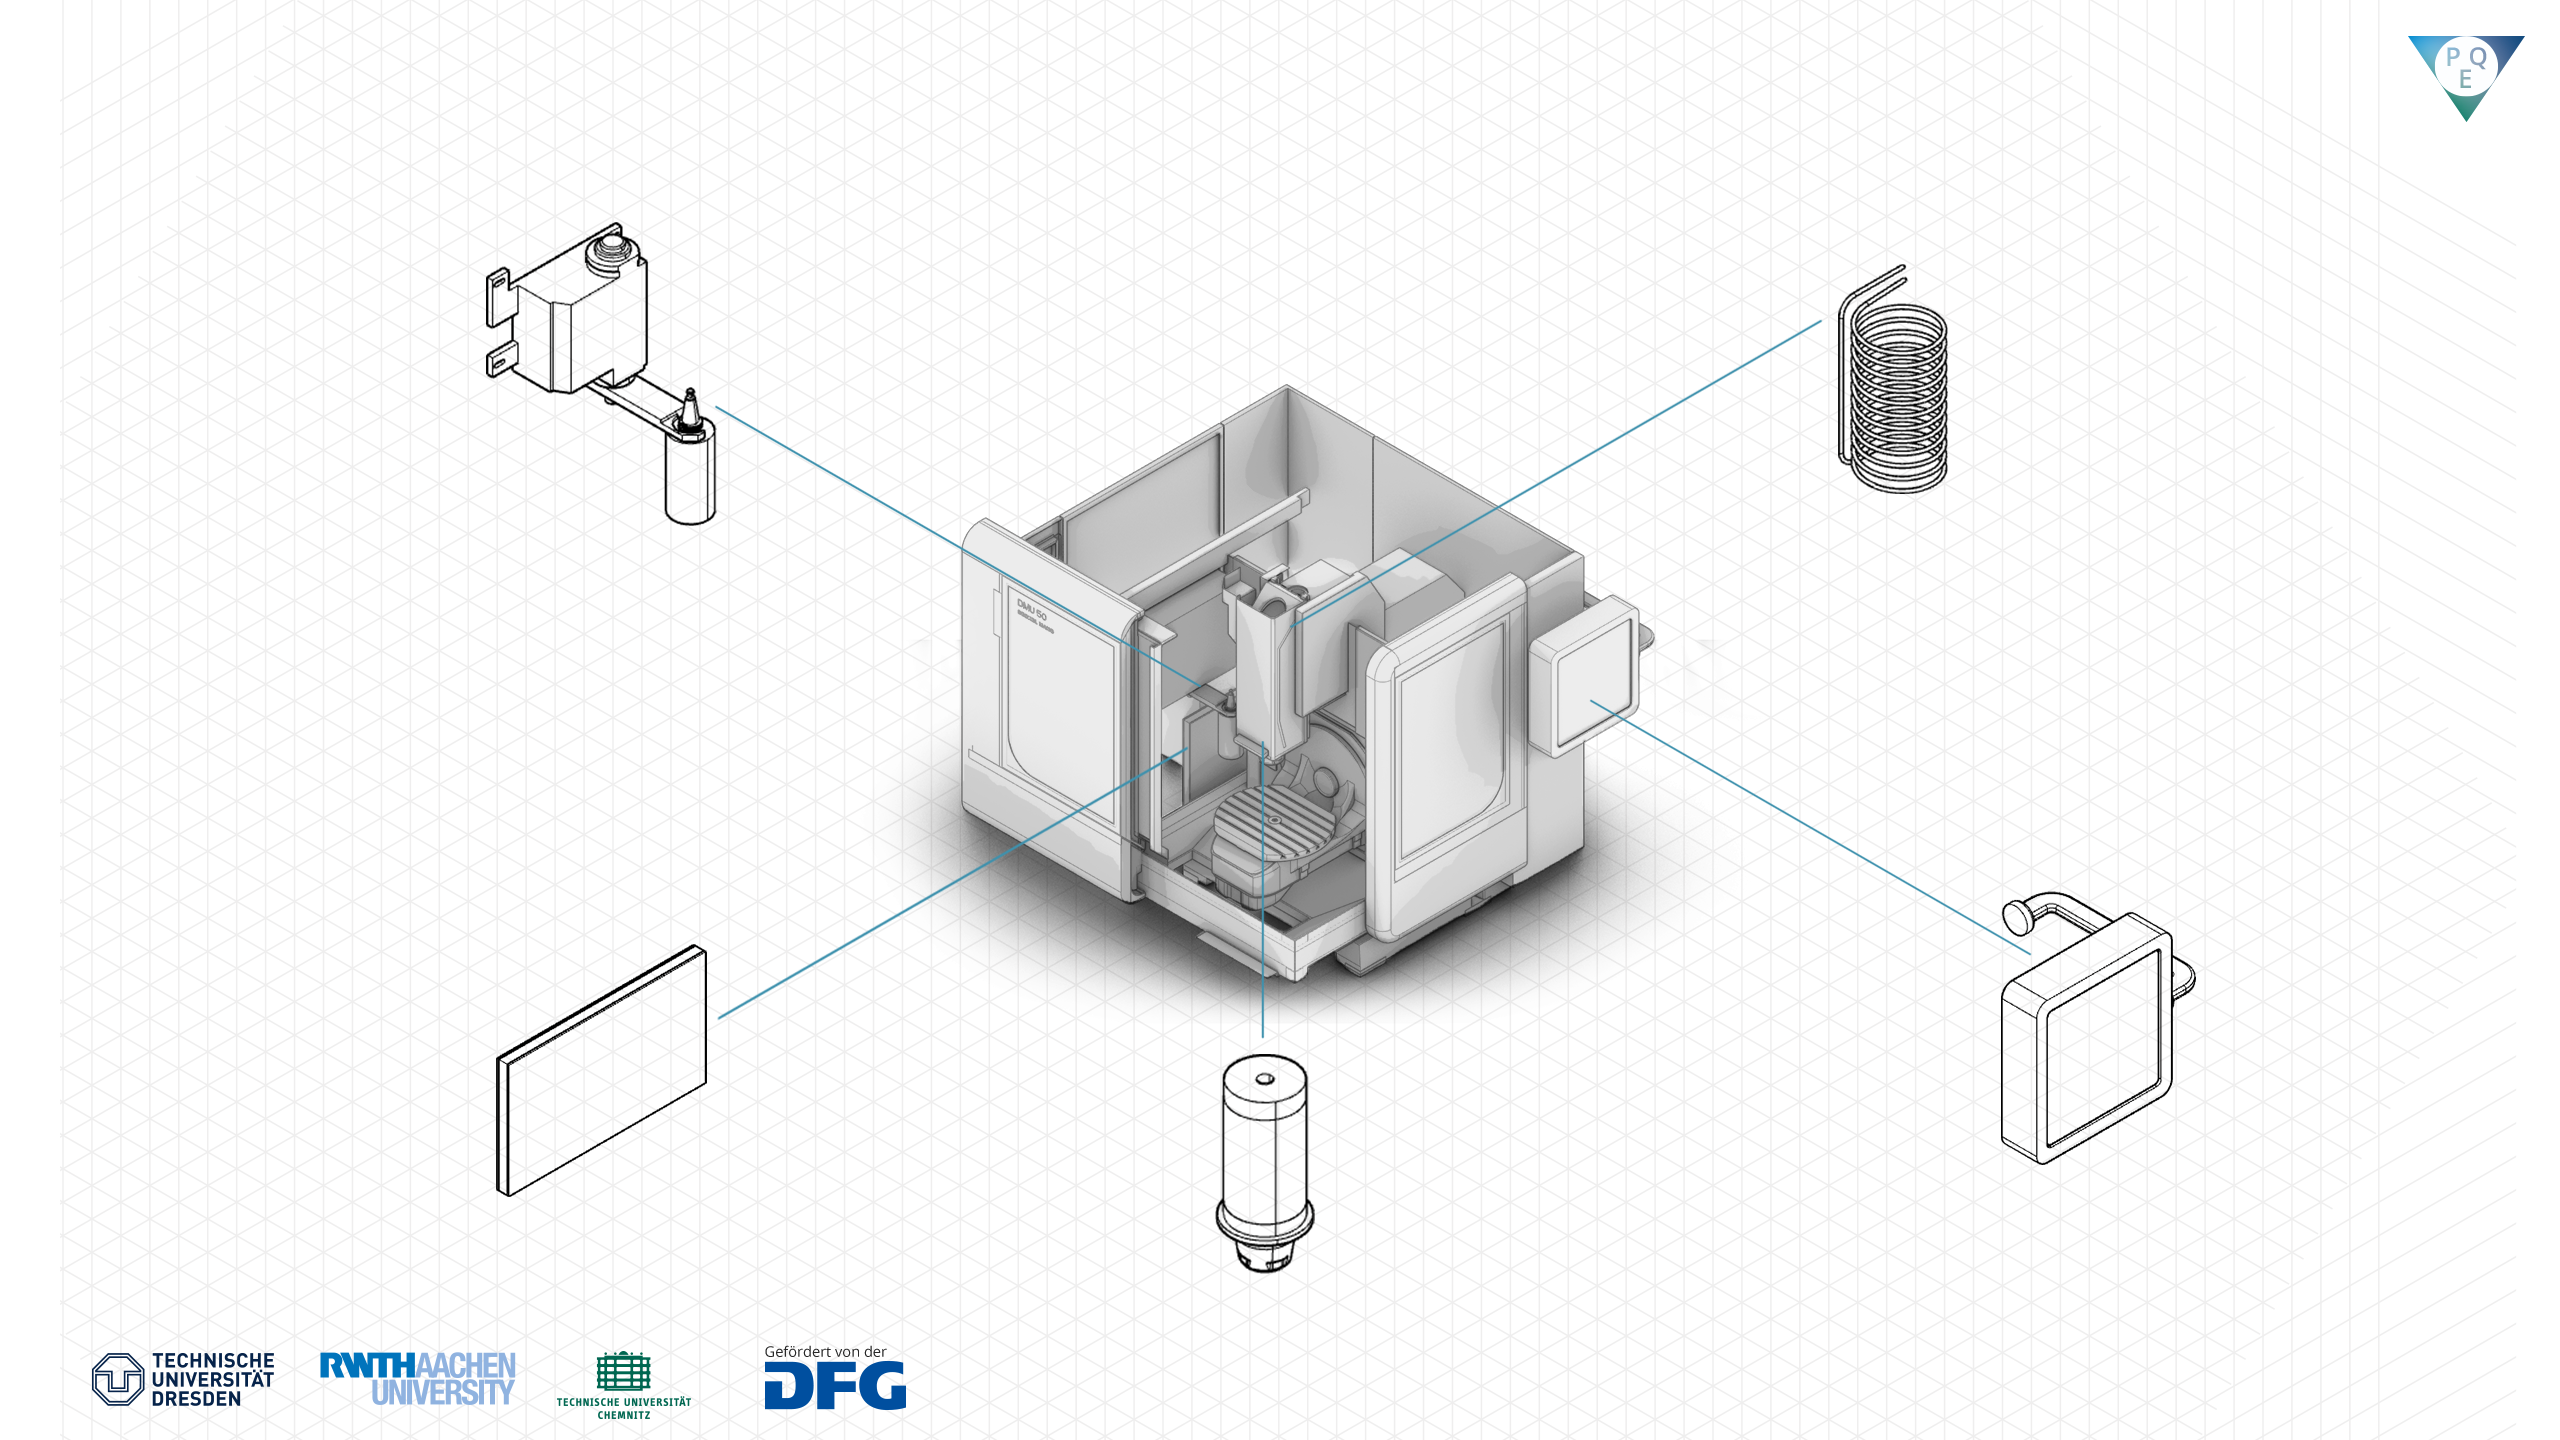 P Q
E
DMU 50
TECHNISCHE
UNIVERSITÄT
DRESDEN
RWTHAACHEN
UNIVERSITY
TECHNISCHE UNIVERSITÄT
CHEMNITZ
Gefördert von der
DFG